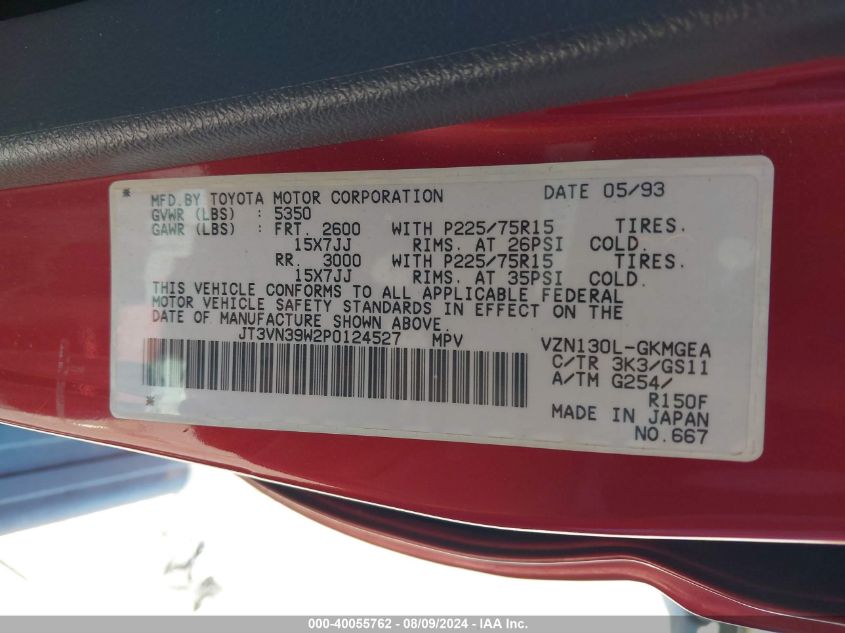 MFD.BY TOYOTA MOTOR CORPORATION DATE 05/93
GVWR (LBS) : 5350
GAWR (LBS) : FRT. 2600 WITH P225/75R15 TIRES.
15X7JJ RIMS. AT 26PSI COLD.
RR. 3000 WITH P225/75R15 TIRES.
15X7JJ RIMS. AT 35PSI COLD.
THIS VEHICLE CONFORMS TO ALL APPLICABLE FEDERAL
MOTOR VEHICLE SAFETY STANDARDS IN EFFECT ON THE
DATE OF MANUFACTURE SHOWN ABOVE.
JT3VN39W2P0124527 MPV
VZN130L-GKMGEA
C/TR 3K3/GS11
A/TM G254/
R150F
MADE IN JAPAN
NO.667
000-40055762 - 08/09/2024 - IAA Inc.